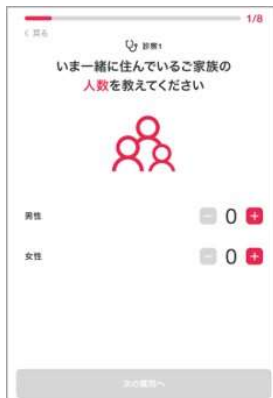 1/8
< 戻る
診察1
いま一緒に住んでいるご家族の
人数を教えてください
男性 − 0 +
女性 − 0 +
次の質問へ